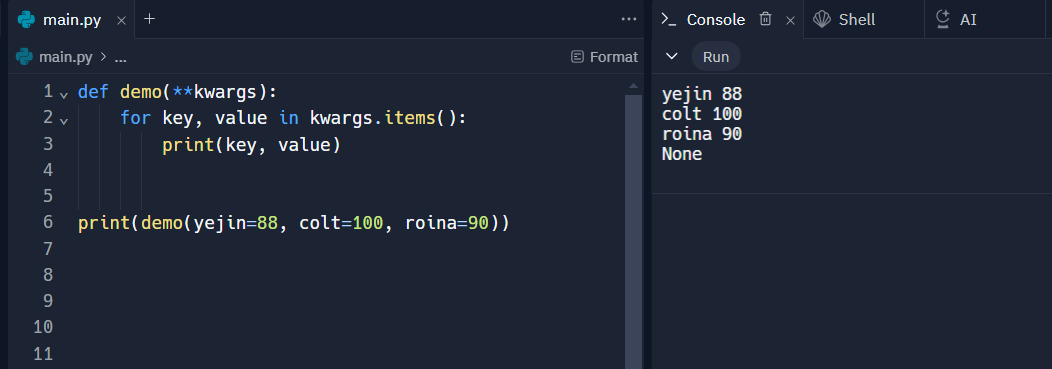 main.py × +
main.py > ...
Format
1 def demo(**kwargs):
2     for key, value in kwargs.items():
3         print(key, value)
4
5
6 print(demo(yejin=88, colt=100, roina=90))
7
8
9
10
11
Console × Shell AI
Run
yejin 88
colt 100
roina 90
None